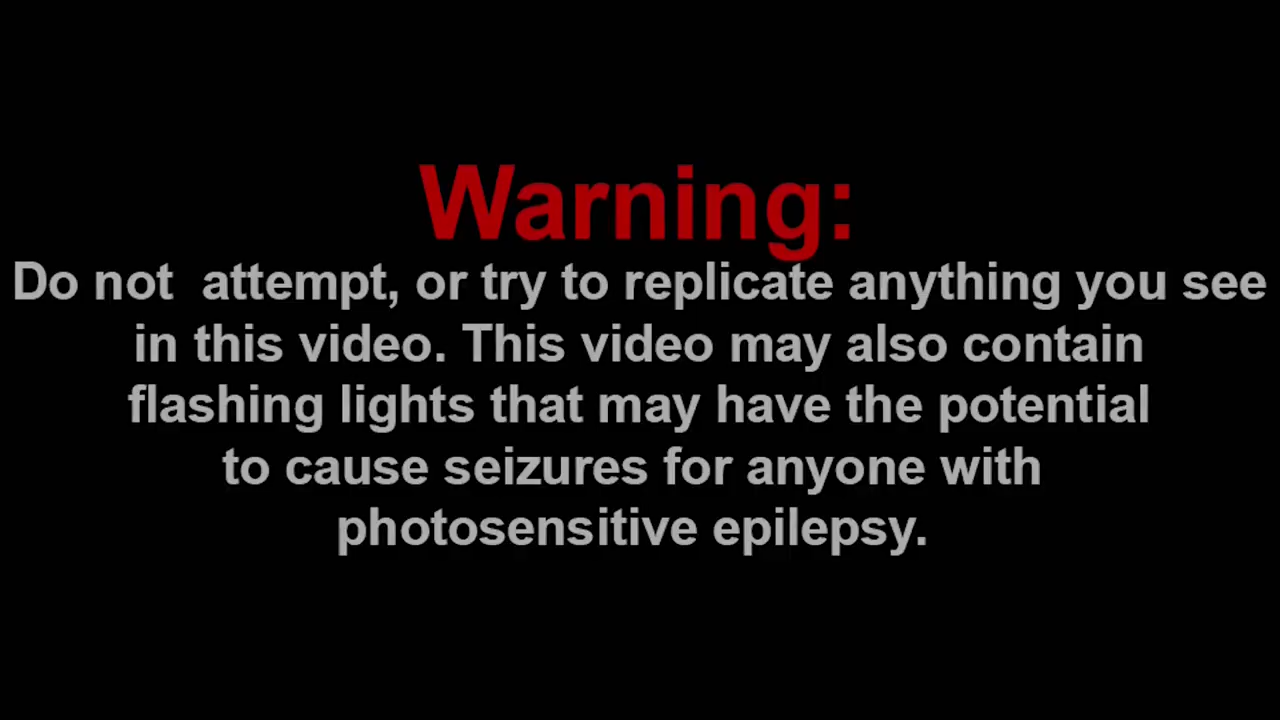 Warning:
Do not  attempt, or try to replicate anything you see
in this video. This video may also contain
flashing lights that may have the potential
to cause seizures for anyone with
photosensitive epilepsy.